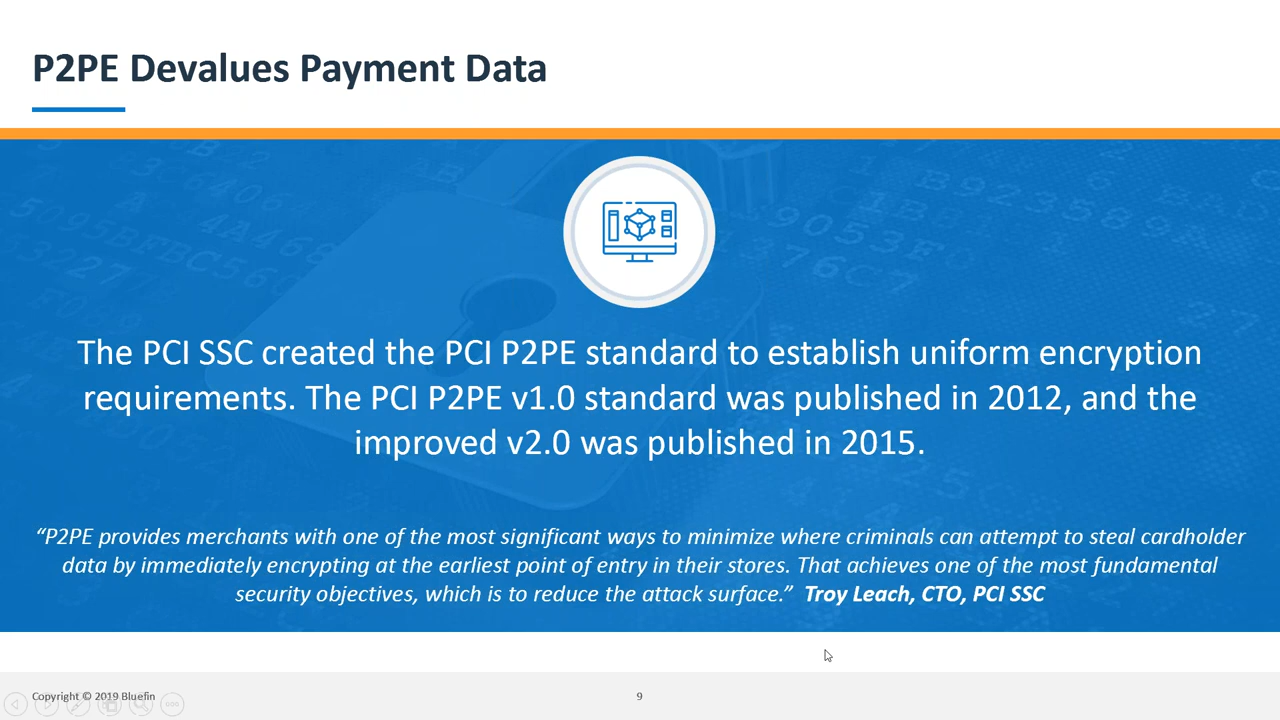 P2PE Devalues Payment Data
The PCI SSC created the PCI P2PE standard to establish uniform encryption
requirements. The PCI P2PE v1.0 standard was published in 2012, and the
improved v2.0 was published in 2015.
“P2PE provides merchants with one of the most significant ways to minimize where criminals can attempt to steal cardholder
data by immediately encrypting at the earliest point of entry in their stores. That achieves one of the most fundamental
security objectives, which is to reduce the attack surface.” Troy Leach, CTO, PCI SSC
Copyright © 2019 Bluefin
9